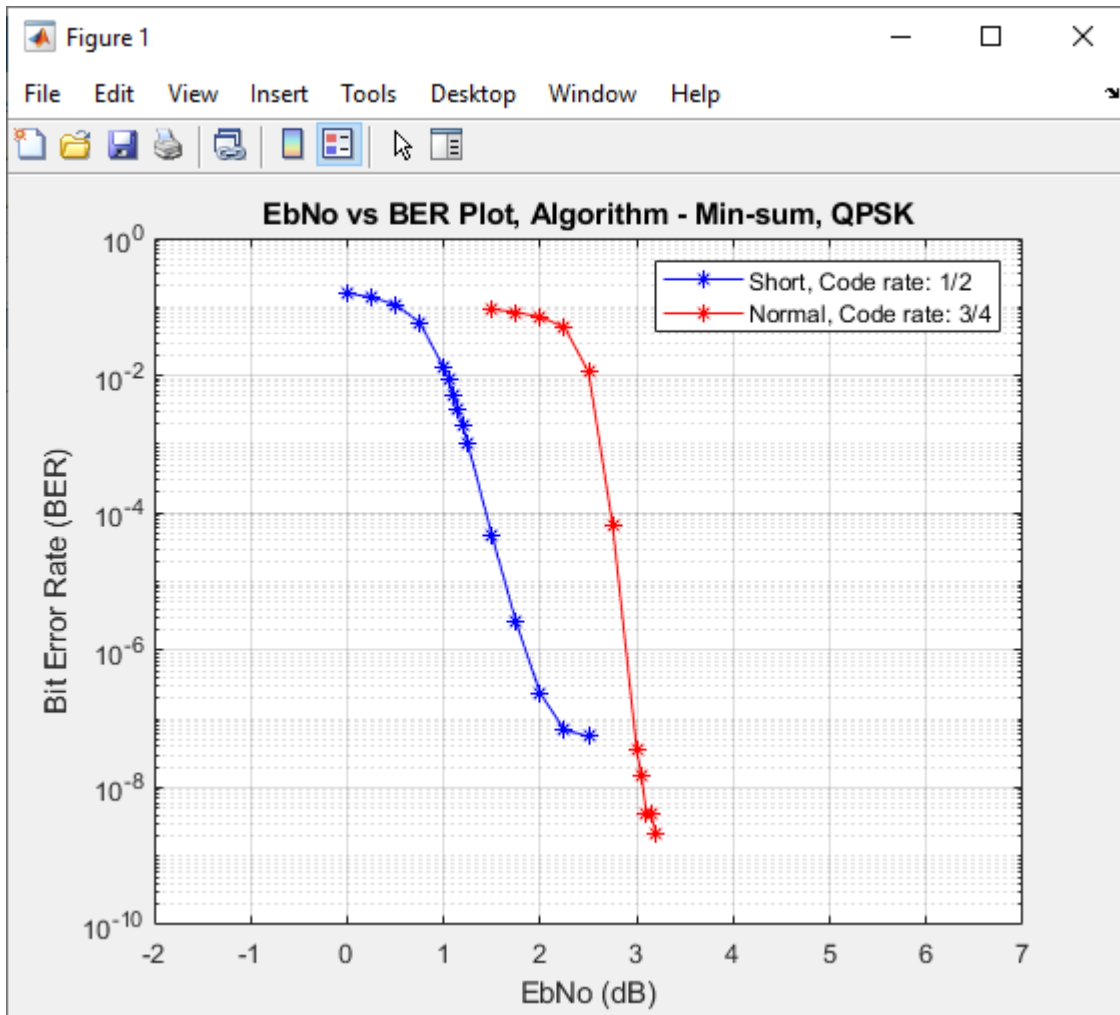 Figure 1
File Edit View Insert Tools Desktop Window Help
EbNo vs BER Plot, Algorithm - Min-sum, QPSK
10^0
Short, Code rate: 1/2
Normal, Code rate: 3/4
10^-2
10^-4
10^-6
10^-8
10^-10
Bit Error Rate (BER)
-2 -1 0 1 2 3 4 5 6 7
EbNo (dB)